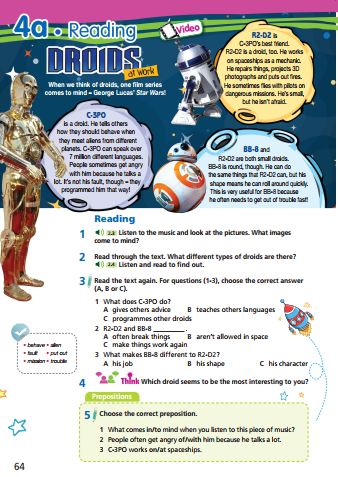 4a • Reading
Video
DROIDS
at work
When we think of droids, one film series
comes to mind – George Lucas' Star Wars!
R2-D2 is
C-3PO's best friend.
R2-D2 is a droid, too. He works
on spaceships as a mechanic.
He repairs things, projects 3D
photographs and puts out fires.
He sometimes flies with pilots on
dangerous missions. He's small,
but he isn't afraid.
C-3PO
is a droid. He tells others
how they should behave when
they meet aliens from different
planets. C-3PO can speak over
7 million different languages.
People sometimes get angry
with him because he talks a
lot. It's not his fault, though – they
programmed him that way!
BB-8 and
R2-D2 are both small droids.
BB-8 is round, though. He can do
the same things that R2-D2 can, but his
shape means he can roll around quickly.
This is very useful for BB-8 because
he often needs to get out of trouble fast!
Reading
1 2.3 Listen to the music and look at the pictures. What images
come to mind?
2 Read through the text. What different types of droids are there?
2.4 Listen and read to find out.
3 Read the text again. For questions (1-3), choose the correct answer
(A, B or C).
1 What does C-3PO do?
A gives others advice B teaches others languages
C programmes other droids
2 R2-D2 and BB-8 ________ .
A often break things B aren't allowed in space
C make things work again
3 What makes BB-8 different to R2-D2?
A his job B his shape C his character
• behave • alien
• fault • put out
• mission • trouble
4 Think Which droid seems to be the most interesting to you?
Prepositions
5 Choose the correct preposition.
1 What comes in/to mind when you listen to this piece of music?
2 People often get angry of/with him because he talks a lot.
3 C-3PO works on/at spaceships.
64